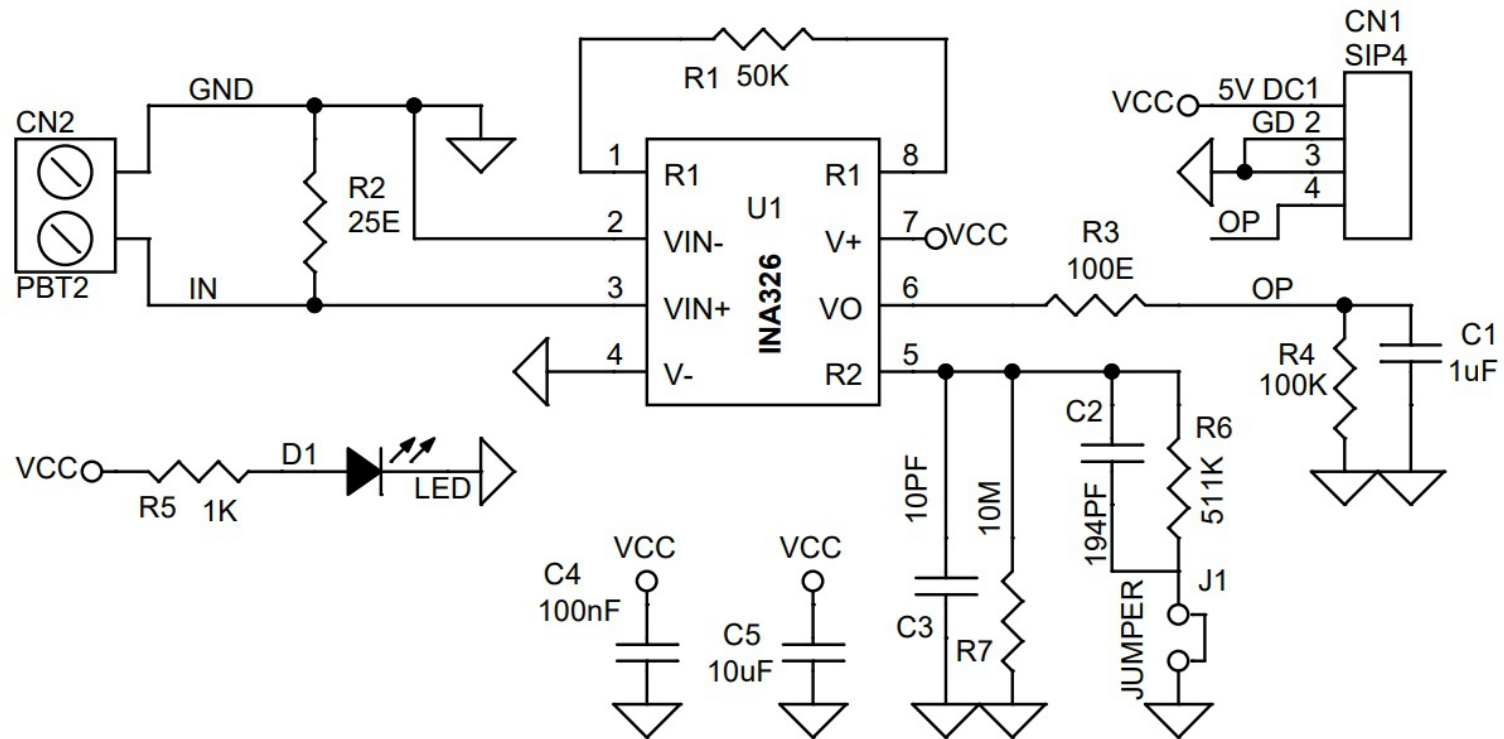 CN1
SIP4
R1 50K
GND
VCC
5V DC1
CN2
GD 2
1
8
3
R1
R1
R2
25E
U1
4
2
7
OP
VIN-
V+
VCC
R3
100E
PBT2
IN
3
6
OP
VIN+
VO
INA326
C1
1uF
R4
100K
4
5
V-
R2
C2
R6
511K
D1
VCC
LED
R5 1K
10PF
10M
194PF
VCC
VCC
C4
100nF
J1
JUMPER
C3
C5
10uF
R7